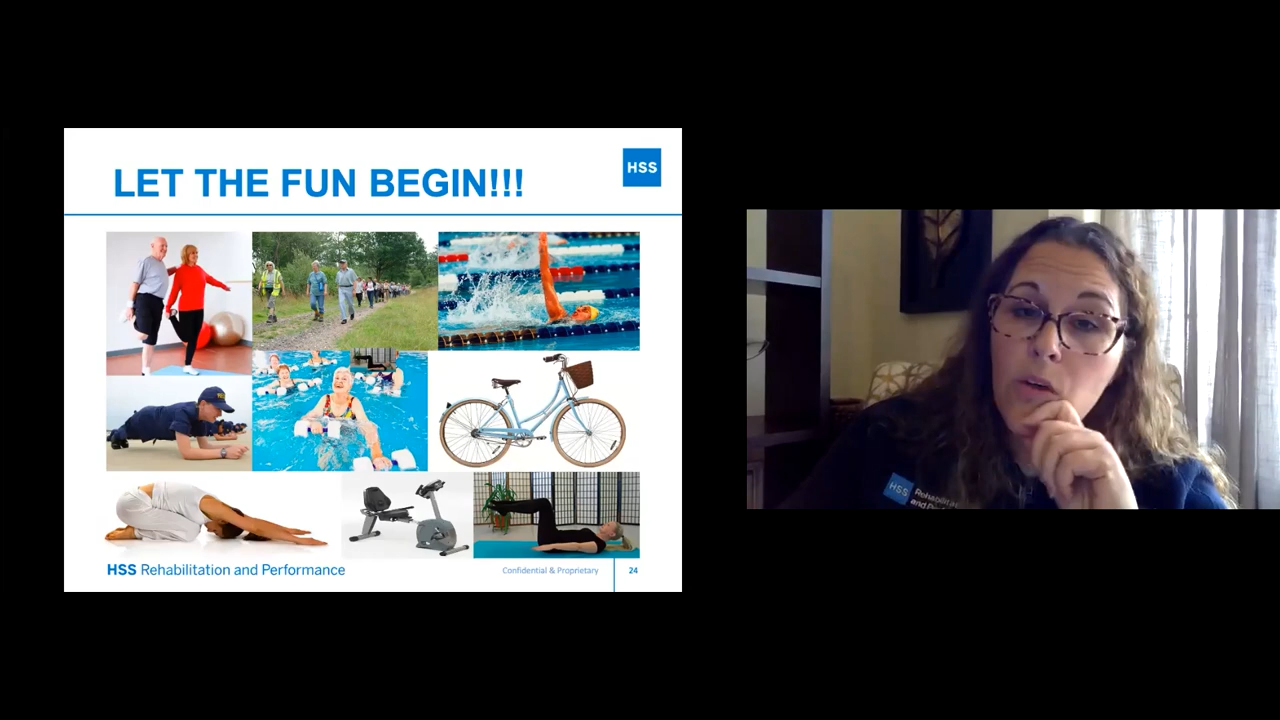 LET THE FUN BEGIN!!!
HSS
HSS Rehabilitation and Performance
Confidential & Proprietary
24
HSS